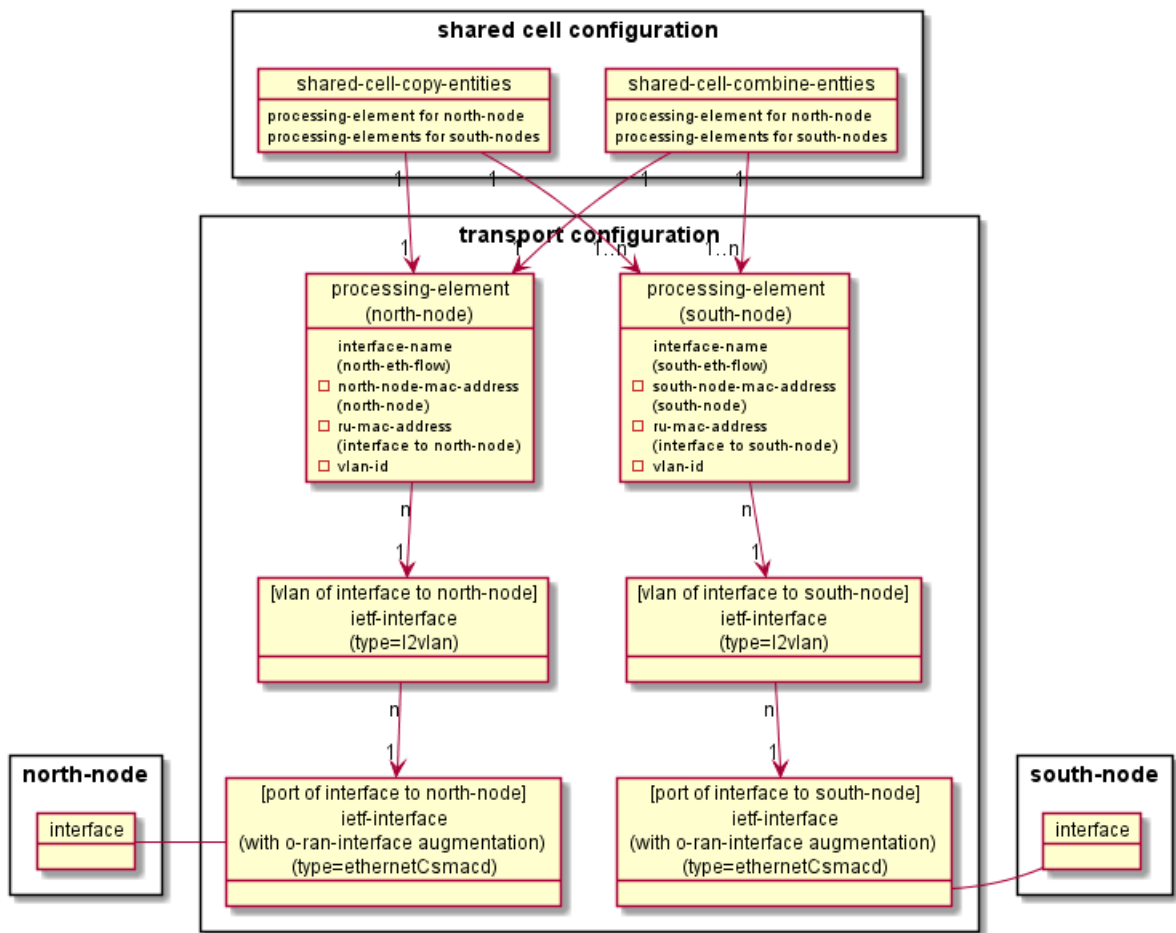 shared cell configuration
shared-cell-copy-entities
processing-element for north-node
processing-elements for south-nodes
shared-cell-combine-entties
processing-element for north-node
processing-elements for south-nodes
1
1
1
1
transport configuration
1
1
1..n
1..n
processing-element
(north-node)
interface-name
(north-eth-flow)
north-node-mac-address
(north-node)
ru-mac-address
(interface to north-node)
vlan-id
processing-element
(south-node)
interface-name
(south-eth-flow)
south-node-mac-address
(south-node)
ru-mac-address
(interface to south-node)
vlan-id
n
1
n
1
[vlan of interface to north-node]
ietf-interface
(type=l2vlan)
[vlan of interface to south-node]
ietf-interface
(type=l2vlan)
n
1
n
1
north-node
interface
[port of interface to north-node]
ietf-interface
(with o-ran-interface augmentation)
(type=ethernetCsmacd)
[port of interface to south-node]
ietf-interface
(with o-ran-interface augmentation)
(type=ethernetCsmacd)
south-node
interface